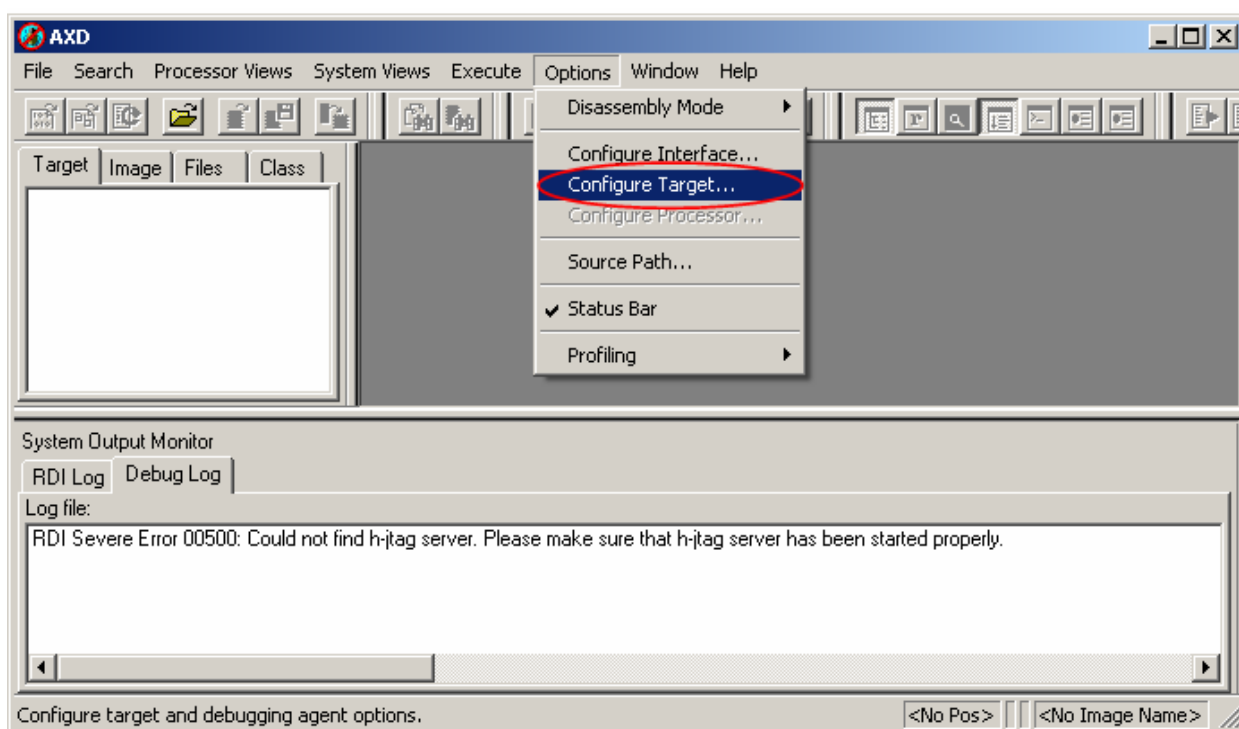 AXD
File Search Processor Views System Views Execute Options Window Help
Disassembly Mode
Configure Interface...
Configure Target...
Configure Processor...
Source Path...
Status Bar
Profiling
Target Image Files Class
System Output Monitor
RDI Log Debug Log
Log file:
RDI Severe Error 00500: Could not find h-jtag server. Please make sure that h-jtag server has been started properly.
Configure target and debugging agent options. <No Pos> <No Image Name>